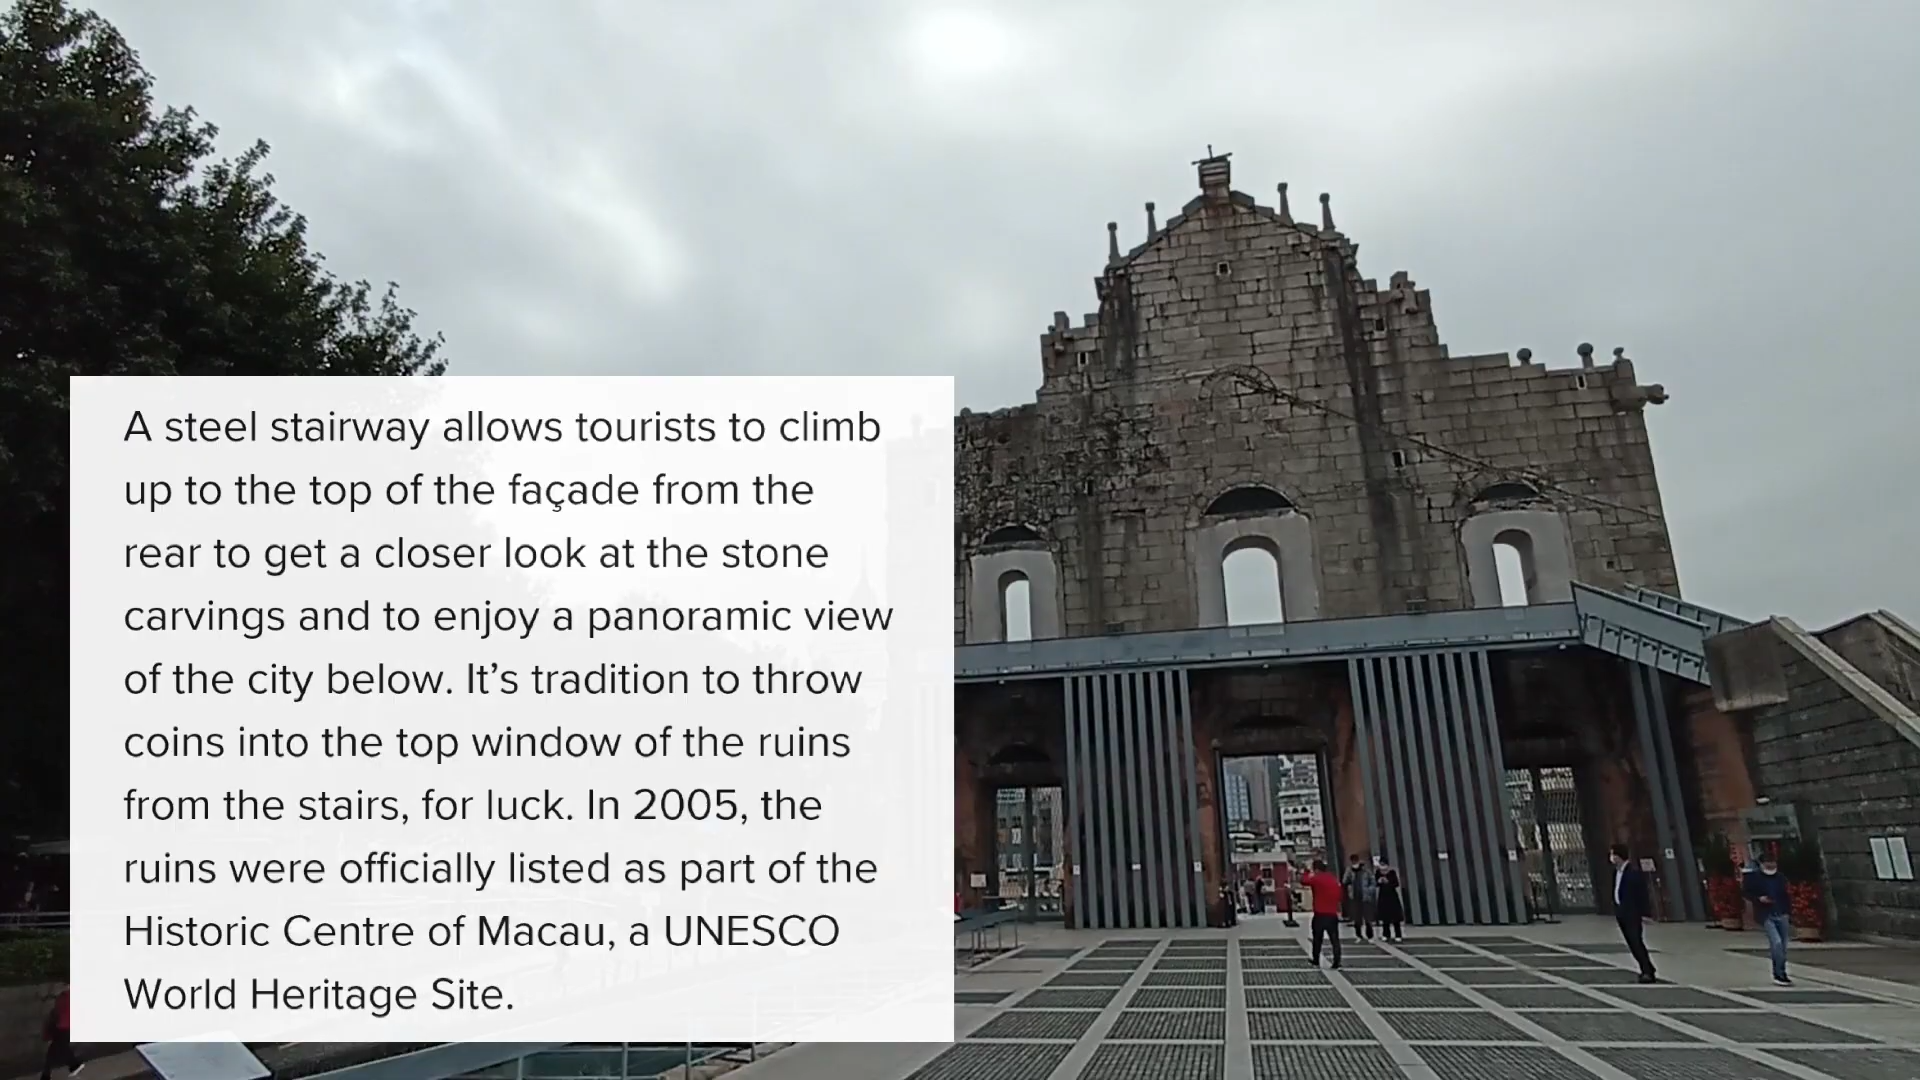 A steel stairway allows tourists to climb
up to the top of the façade from the
rear to get a closer look at the stone
carvings and to enjoy a panoramic view
of the city below. It’s tradition to throw
coins into the top window of the ruins
from the stairs, for luck. In 2005, the
ruins were officially listed as part of the
Historic Centre of Macau, a UNESCO
World Heritage Site.